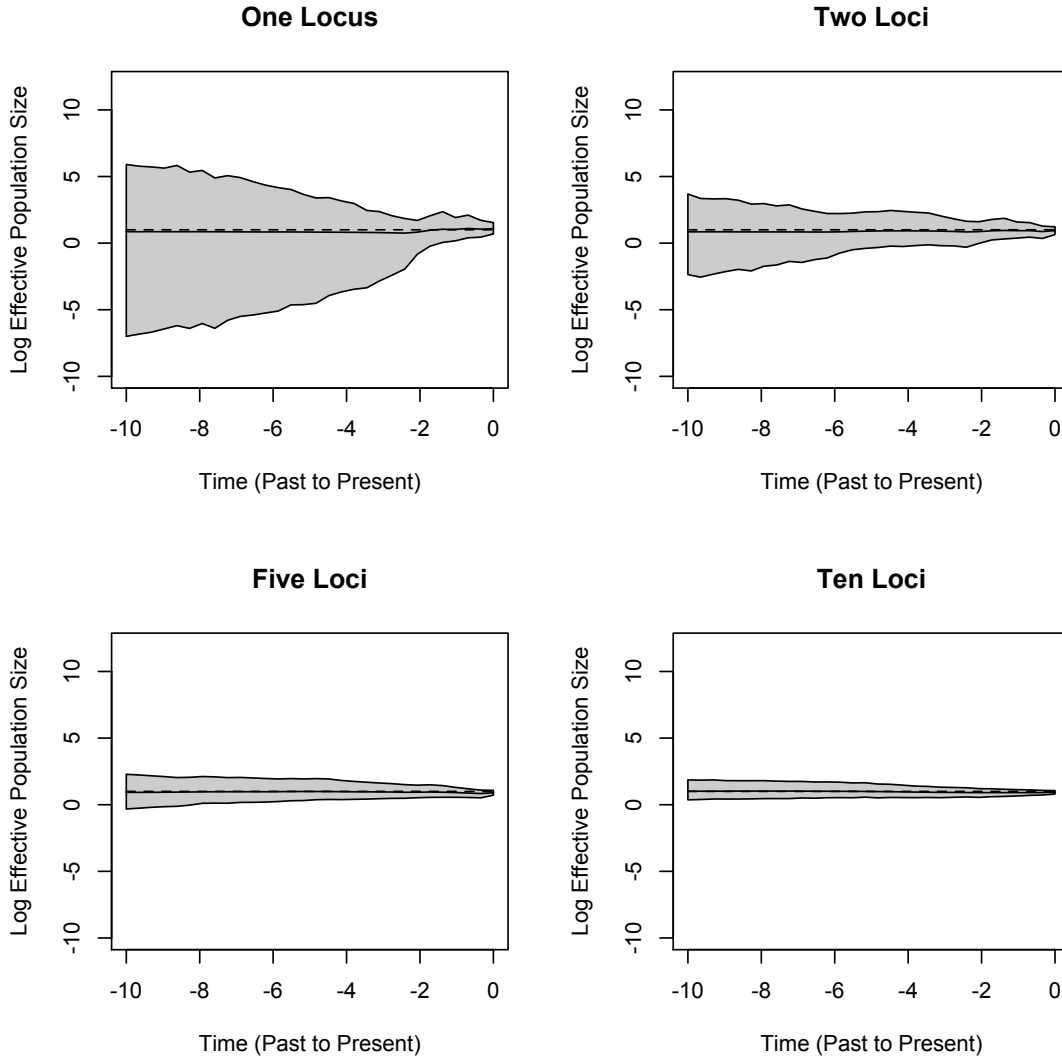 One Locus
Log Effective Population Size
10
5
0
-5
-10
-10 -8 -6 -4 -2 0
Time (Past to Present)
Two Loci
Log Effective Population Size
10
5
0
-5
-10
-10 -8 -6 -4 -2 0
Time (Past to Present)
Five Loci
Log Effective Population Size
10
5
0
-5
-10
-10 -8 -6 -4 -2 0
Time (Past to Present)
Ten Loci
Log Effective Population Size
10
5
0
-5
-10
-10 -8 -6 -4 -2 0
Time (Past to Present)